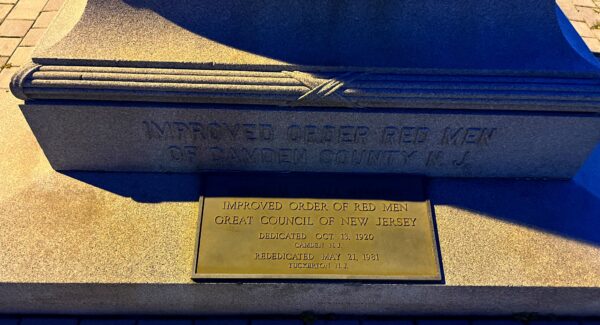 IMPROVED ORDER RED MEN
OF CAMDEN COUNTY N.J.
IMPROVED ORDER OF RED MEN
GREAT COUNCIL OF NEW JERSEY
DEDICATED OCT. 13, 1920
CAMDEN N.J.
REDEDICATED MAY 21, 1981
TUCKERTON N.J.